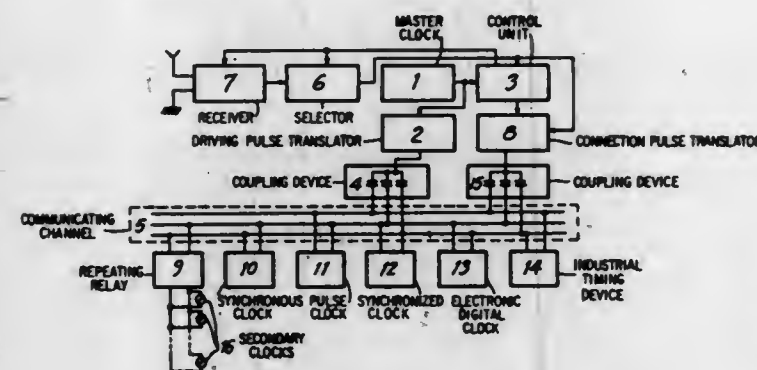 MASTER
CLOCK
CONTROL
UNIT
7
6
1
3
RECEIVER
SELECTOR
2
8
DRIVING PULSE TRANSLATOR
CONNECTION PULSE TRANSLATOR
COUPLING DEVICE
4
15
COUPLING DEVICE
COMMUNICATING
CHANNEL
5
REPEATING
RELAY
9
10
11
12
13
14
INDUSTRIAL
TIMING
DEVICE
SYNCHRONOUS
CLOCK
PULSE
CLOCK
SYNCHRONIZED
CLOCK
ELECTRONIC
DIGITAL
CLOCK
16
SECONDARY
CLOCKS